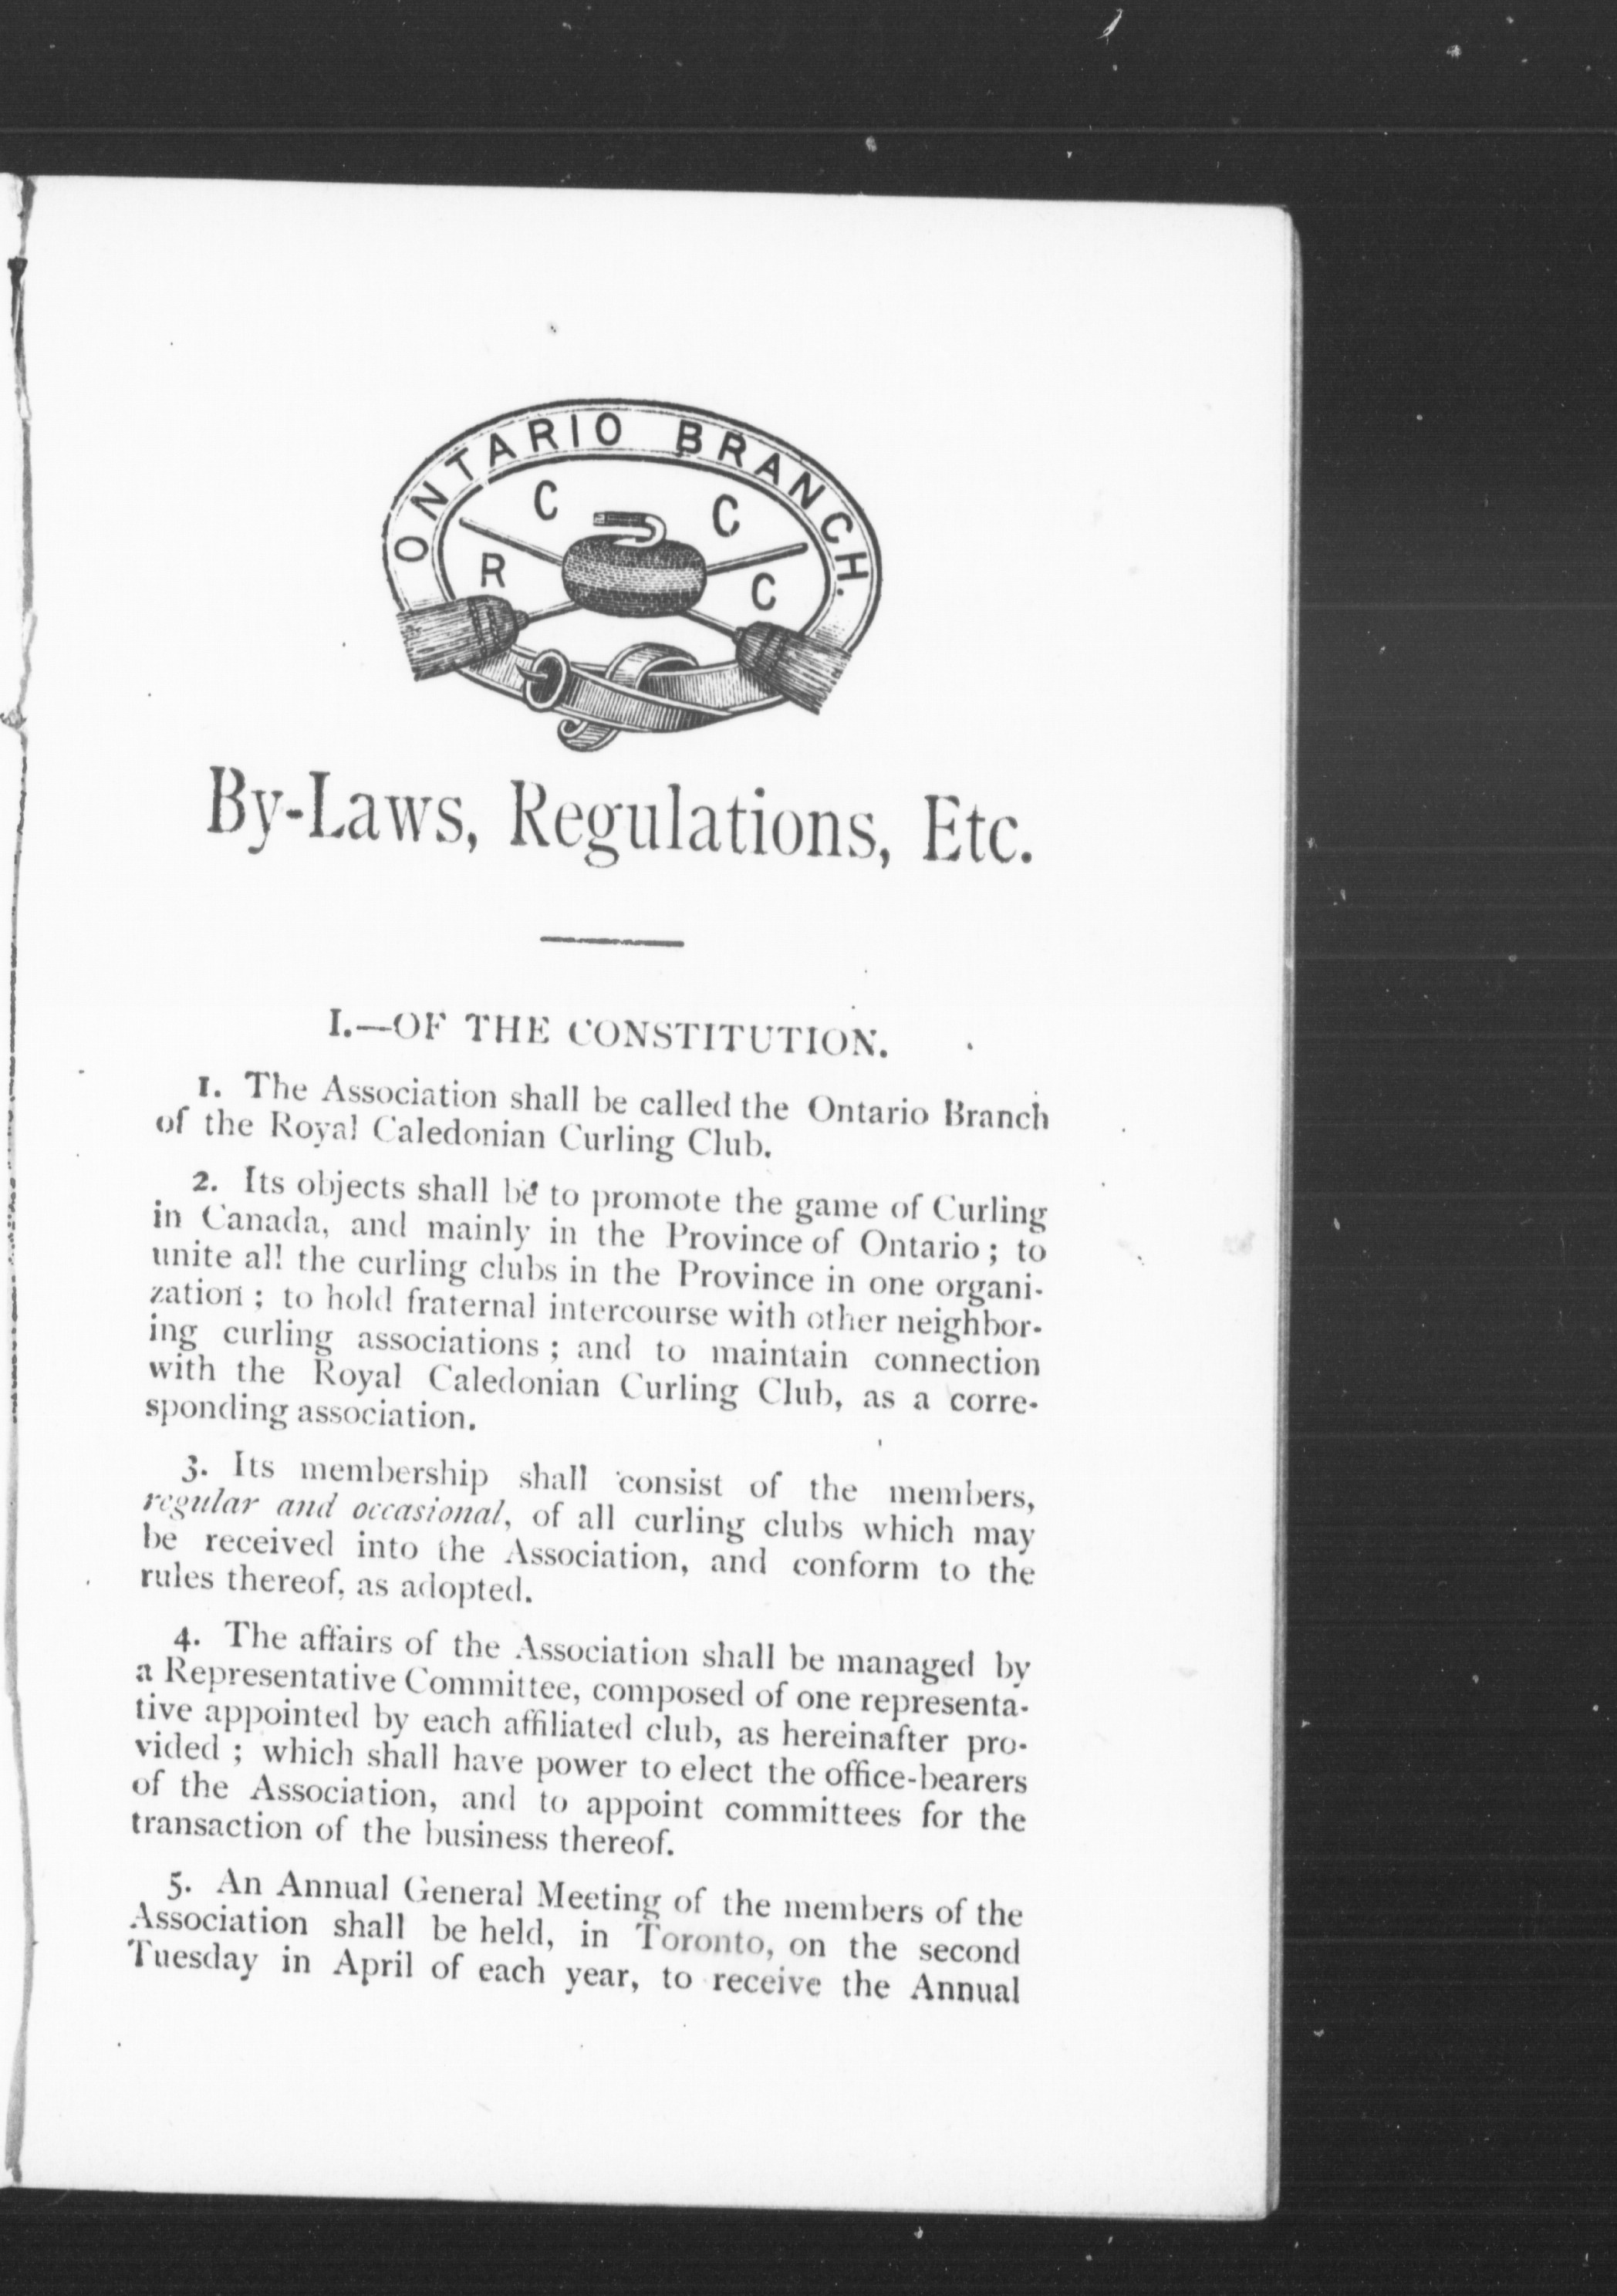 ONTARIO BRANCH.
R C C C
By-Laws, Regulations, Etc.
I.—OF THE CONSTITUTION.
1. The Association shall be called the Ontario Branch
of the Royal Caledonian Curling Club.
2. Its objects shall be to promote the game of Curling
in Canada, and mainly in the Province of Ontario; to
unite all the curling clubs in the Province in one organi-
zation; to hold fraternal intercourse with other neighbor-
ing curling associations; and to maintain connection
with the Royal Caledonian Curling Club, as a corre-
sponding association.
3. Its membership shall consist of the members,
regular and occasional, of all curling clubs which may
be received into the Association, and conform to the
rules thereof, as adopted.
4. The affairs of the Association shall be managed by
a Representative Committee, composed of one representa-
tive appointed by each affiliated club, as hereinafter pro-
vided; which shall have power to elect the office-bearers
of the Association, and to appoint committees for the
transaction of the business thereof.
5. An Annual General Meeting of the members of the
Association shall be held, in Toronto, on the second
Tuesday in April of each year, to receive the Annual